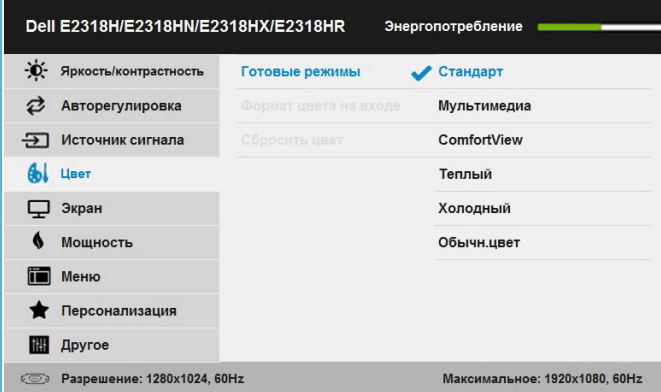 Dell E2318H/E2318HN/E2318HX/E2318HR Энергопотребление
Яркость/контрастность Готовые режимы Стандарт
Авторегулировка Формат цвета на входе Мультимедиа
Источник сигнала Сбросить цвет ComfortView
Цвет Теплый
Экран Холодный
Мощность Обычн.цвет
Меню
Персонализация
Другое
Разрешение: 1280x1024, 60Hz Максимальное: 1920x1080, 60Hz